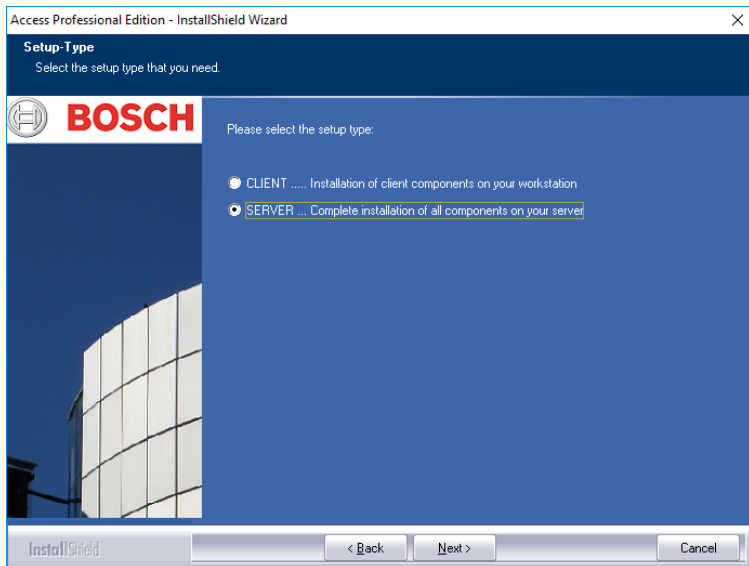 Access Professional Edition - InstallShield Wizard
Setup-Type
Select the setup type that you need.
BOSCH
Please select the setup type:
CLIENT ..... Installation of client components on your workstation
SERVER ... Complete installation of all components on your server
InstallShield
< Back
Next >
Cancel